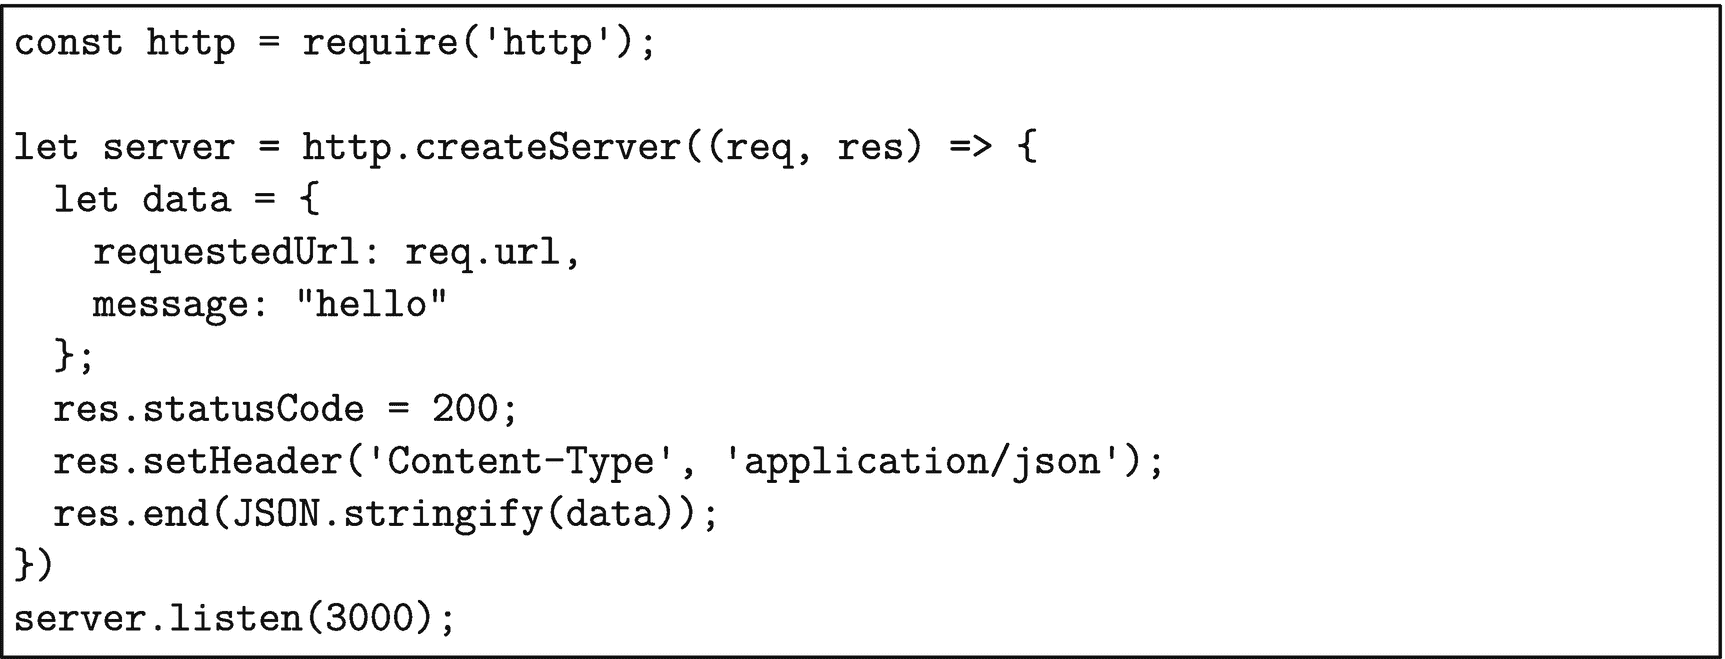 const http = require('http');

let server = http.createServer((req, res) => {
  let data = {
    requestedUrl: req.url,
    message: "hello"
  };
  res.statusCode = 200;
  res.setHeader('Content-Type', 'application/json');
  res.end(JSON.stringify(data));
})
server.listen(3000);